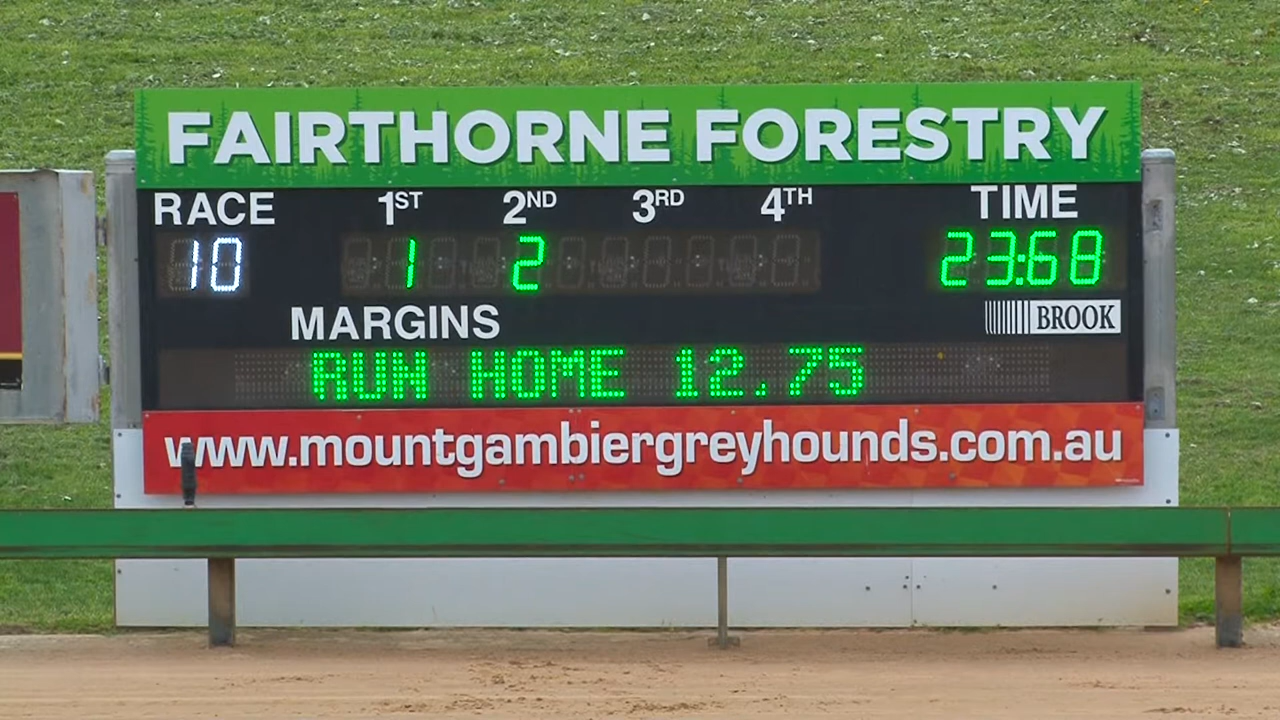 FAIRTHORNE FORESTRY
RACE 1ST 2ND 3RD 4TH TIME
10 1 2 23:68
MARGINS BROOK
RUN HOME 12.75
www.mountgambiergreyhounds.com.au